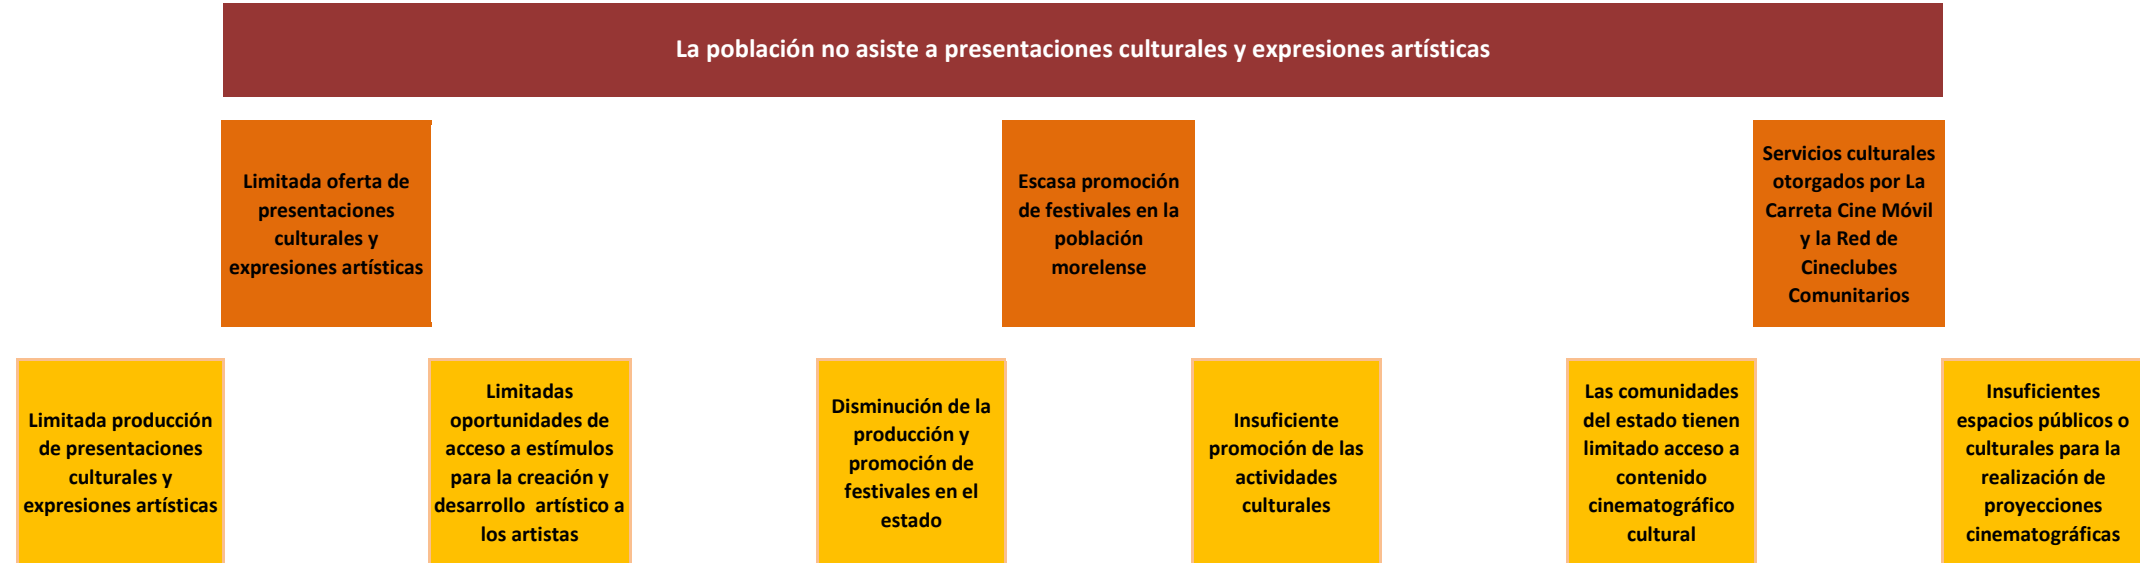 La población no asiste a presentaciones culturales y expresiones artísticas
Limitada oferta de
presentaciones
culturales y
expresiones artísticas
Escasa promoción
de festivales en la
población
morelense
Servicios culturales
otorgados por La
Carreta Cine Móvil
y la Red de
Cineclubes
Comunitarios
Limitada producción
de presentaciones
culturales y
expresiones artísticas
Limitadas
oportunidades de
acceso a estímulos
para la creación y
desarrollo artístico a
los artistas
Disminución de la
producción y
promoción de
festivales en el
estado
Insuficiente
promoción de las
actividades
culturales
Las comunidades
del estado tienen
limitado acceso a
contenido
cinematográfico
cultural
Insuficientes
espacios públicos o
culturales para la
realización de
proyecciones
cinematográficas